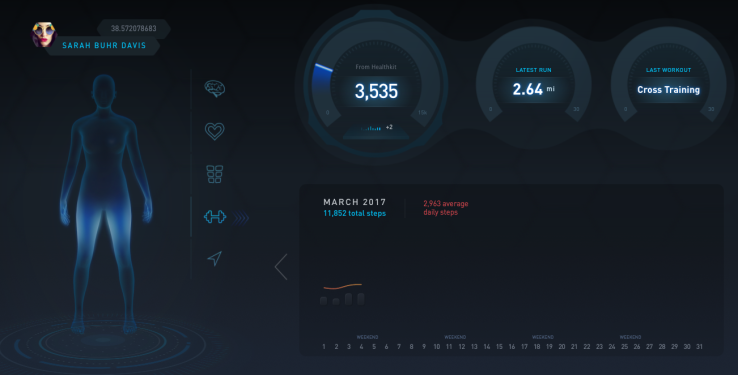 38.572078683
SARAH BUHR DAVIS
From Healthkit
3,535
0
+2
LATEST RUN
2.64 mi
0
30
LAST WORKOUT
Cross Training
0
30
MARCH 2017
11,852 total steps
2,963 average
daily steps
WEEKEND WEEKEND WEEKEND WEEKEND
1 2 3 4 5 6 7 8 9 10 11 12 13 14 15 16 17 18 19 20 21 22 23 24 25 26 27 28 29 30 31